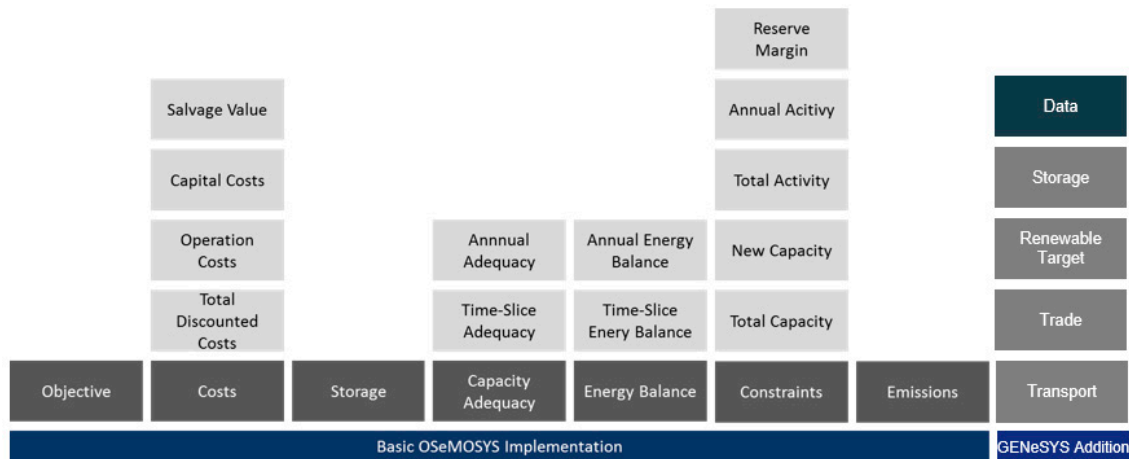 Reserve
Margin
Salvage Value
Annual Acitivy
Data
Capital Costs
Total Activity
Storage
Operation
Costs
Annnual
Adequacy
Annual Energy
Balance
New Capacity
Renewable
Target
Total
Discounted
Costs
Time-Slice
Adequacy
Time-Slice
Enery Balance
Total Capacity
Trade
Objective
Costs
Storage
Capacity
Adequacy
Energy Balance
Constraints
Emissions
Transport
Basic OSeMOSYS Implementation
GENeSYS Addition